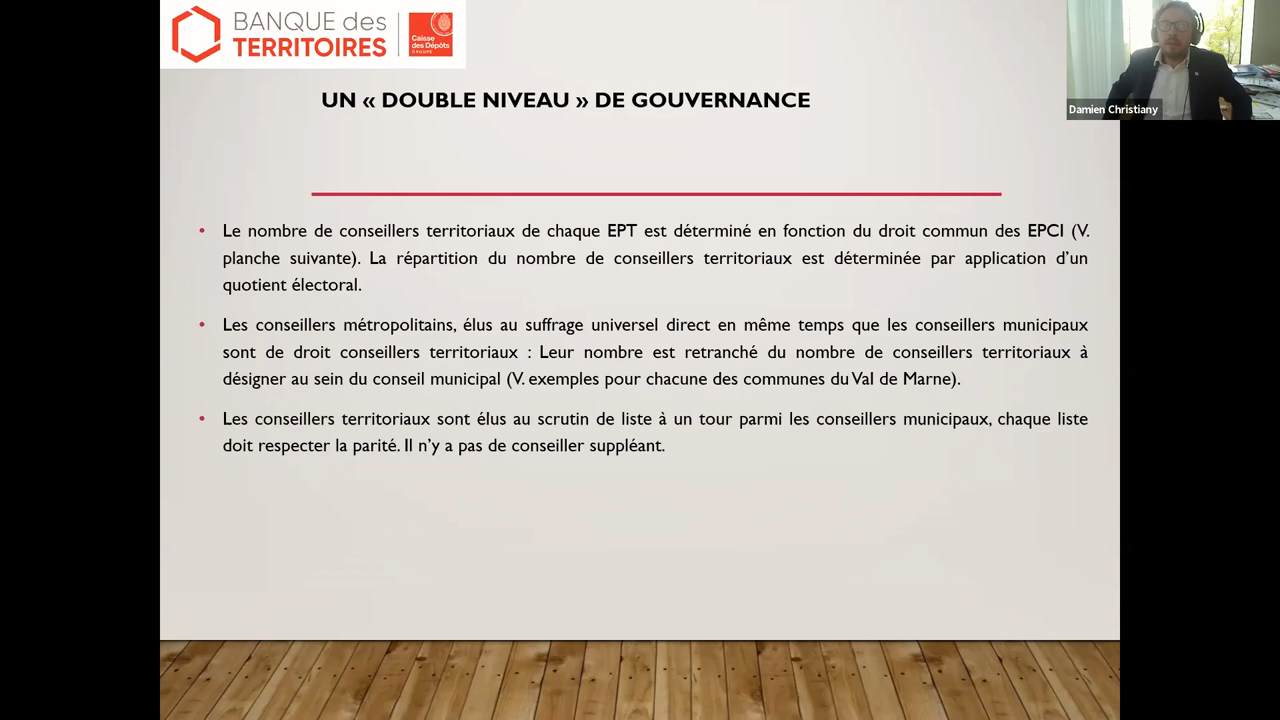 BANQUE des
TERRITOIRES
Caisse
des Dépôts
GROUPE
Damien Christiany
UN « DOUBLE NIVEAU » DE GOUVERNANCE
• Le nombre de conseillers territoriaux de chaque EPT est déterminé en fonction du droit commun des EPCI (V.
planche suivante). La répartition du nombre de conseillers territoriaux est déterminée par application d'un
quotient électoral.
• Les conseillers métropolitains, élus au suffrage universel direct en même temps que les conseillers municipaux
sont de droit conseillers territoriaux : Leur nombre est retranché du nombre de conseillers territoriaux à
désigner au sein du conseil municipal (V. exemples pour chacune des communes du Val de Marne).
• Les conseillers territoriaux sont élus au scrutin de liste à un tour parmi les conseillers municipaux, chaque liste
doit respecter la parité. Il n'y a pas de conseiller suppléant.